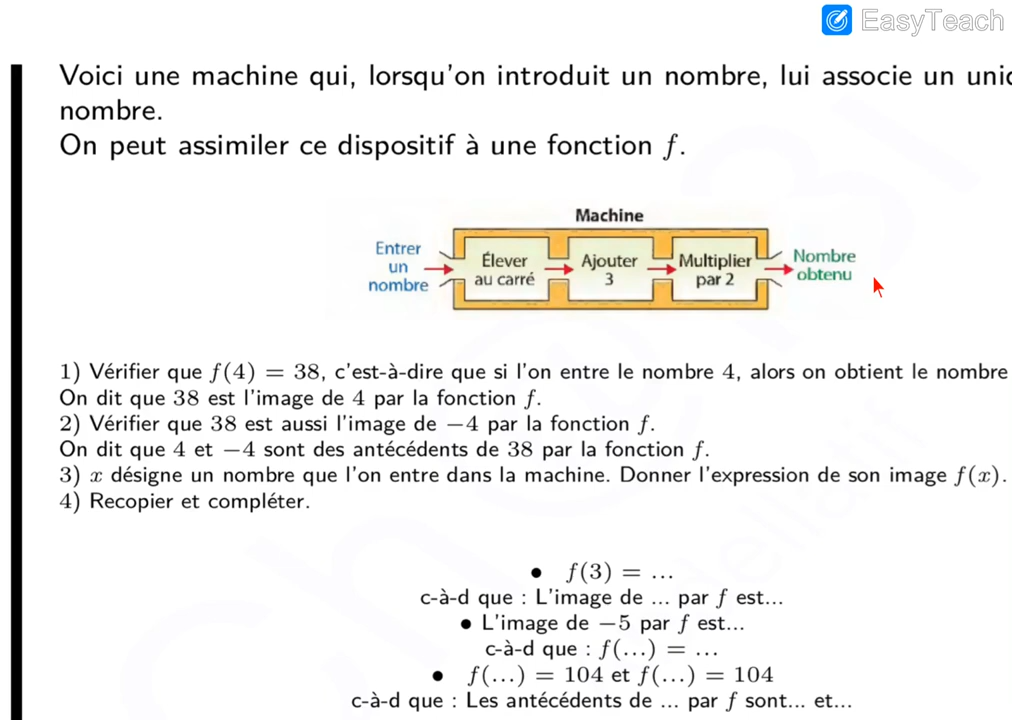 EasyTeach
Voici une machine qui, lorsqu'on introduit un nombre, lui associe un
nombre.
On peut assimiler ce dispositif à une fonction f.
Machine
Entrer un nombre
Élever au carré
Ajouter 3
Multiplier par 2
Nombre obtenu
1) Vérifier que f(4) = 38, c'est-à-dire que si l'on entre le nombre 4, alors on obtient le nombre
On dit que 38 est l'image de 4 par la fonction f.
2) Vérifier que 38 est aussi l'image de −4 par la fonction f.
On dit que 4 et −4 sont des antécédents de 38 par la fonction f.
3) x désigne un nombre que l'on entre dans la machine. Donner l'expression de son image f(x).
4) Recopier et compléter.
• f(3) = ...
c-à-d que : L'image de ... par f est...
• L'image de −5 par f est...
c-à-d que : f(...) = ...
• f(...) = 104 et f(...) = 104
c-à-d que : Les antécédents de ... par f sont... et...